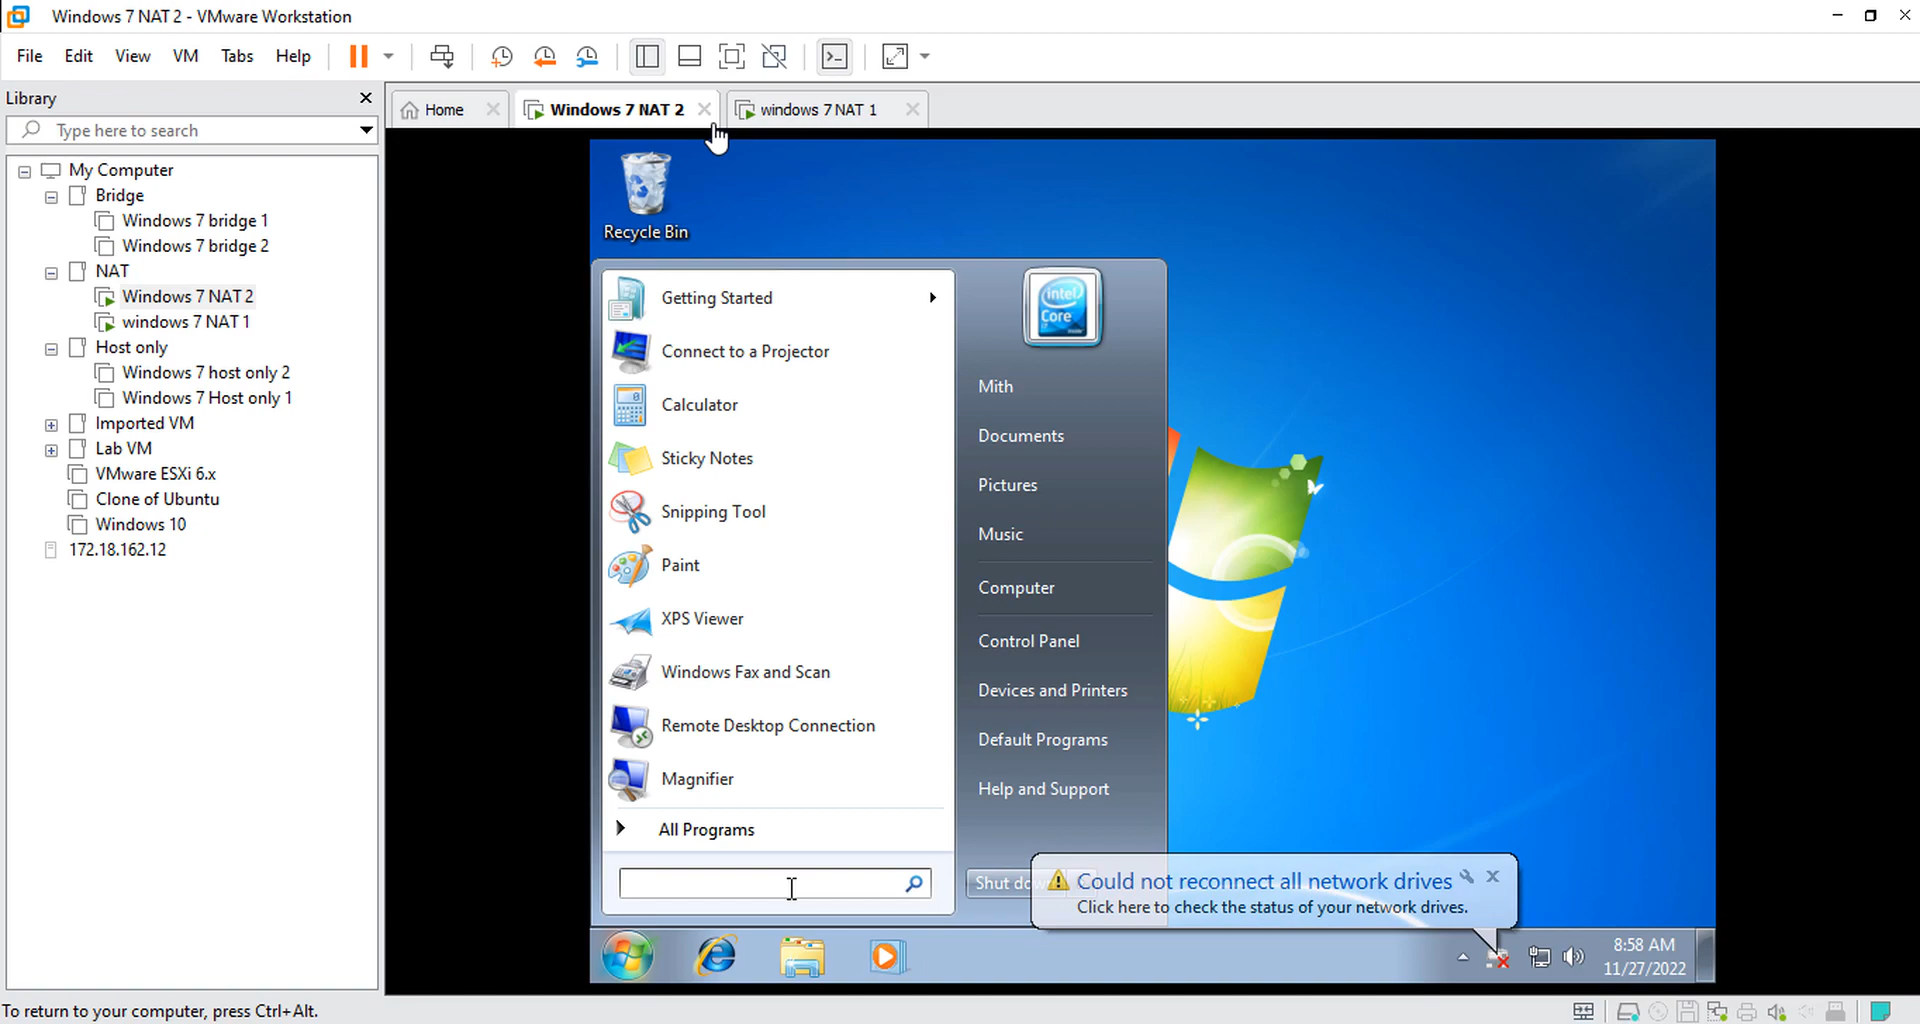 Windows 7 NAT 2 - VMware Workstation
File Edit View VM Tabs Help
Library
Type here to search
My Computer
Bridge
Windows 7 bridge 1
Windows 7 bridge 2
NAT
Windows 7 NAT 2
windows 7 NAT 1
Host only
Windows 7 host only 2
Windows 7 Host only 1
Imported VM
Lab VM
VMware ESXi 6.x
Clone of Ubuntu
Windows 10
172.18.162.12
Home Windows 7 NAT 2 windows 7 NAT 1
Recycle Bin
Getting Started
Connect to a Projector
Calculator
Sticky Notes
Snipping Tool
Paint
XPS Viewer
Windows Fax and Scan
Remote Desktop Connection
Magnifier
All Programs
intel
Core
Mith
Documents
Pictures
Music
Computer
Control Panel
Devices and Printers
Default Programs
Help and Support
Shut do
Could not reconnect all network drives
Click here to check the status of your network drives.
8:58 AM
11/27/2022
To return to your computer, press Ctrl+Alt.